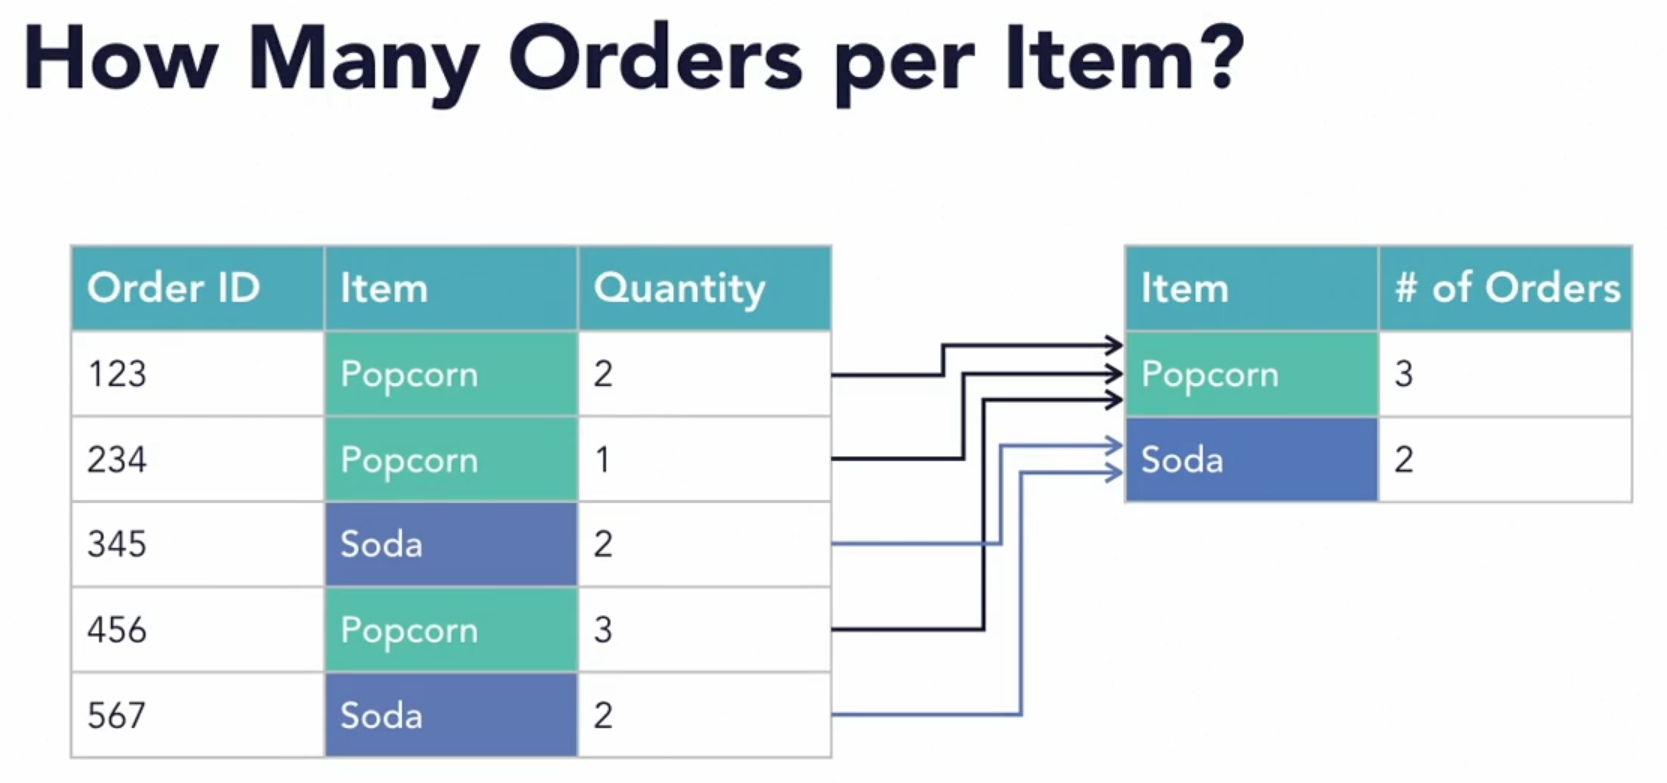 How Many Orders per Item?
Order ID Item Quantity
123 Popcorn 2
234 Popcorn 1
345 Soda 2
456 Popcorn 3
567 Soda 2
Item # of Orders
Popcorn 3
Soda 2